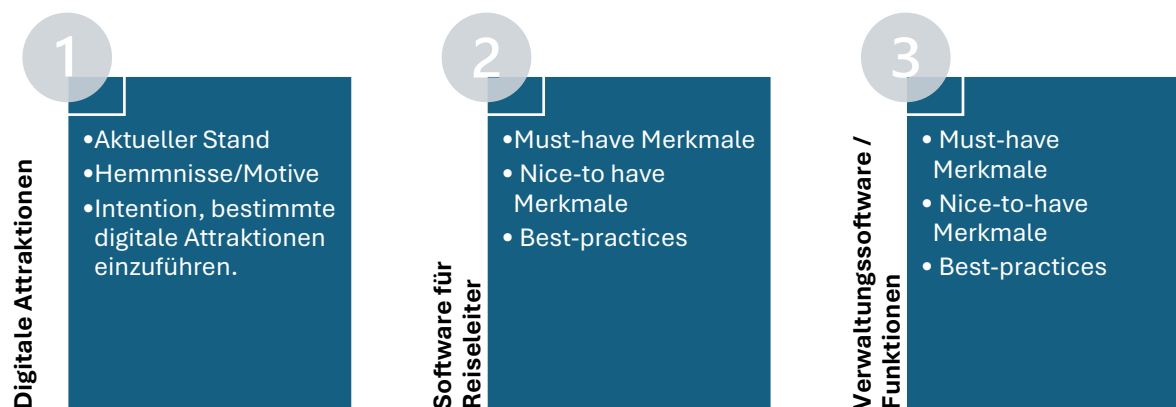 1
Digitale Attraktionen
•Aktueller Stand
•Hemmnisse/Motive
•Intention, bestimmte
digitale Attraktionen
einzuführen.
2
Software für
Reiseleiter
•Must-have Merkmale
• Nice-to have
Merkmale
• Best-practices
3
Verwaltungssoftware /
Funktionen
• Must-have
Merkmale
• Nice-to-have
Merkmale
• Best-practices